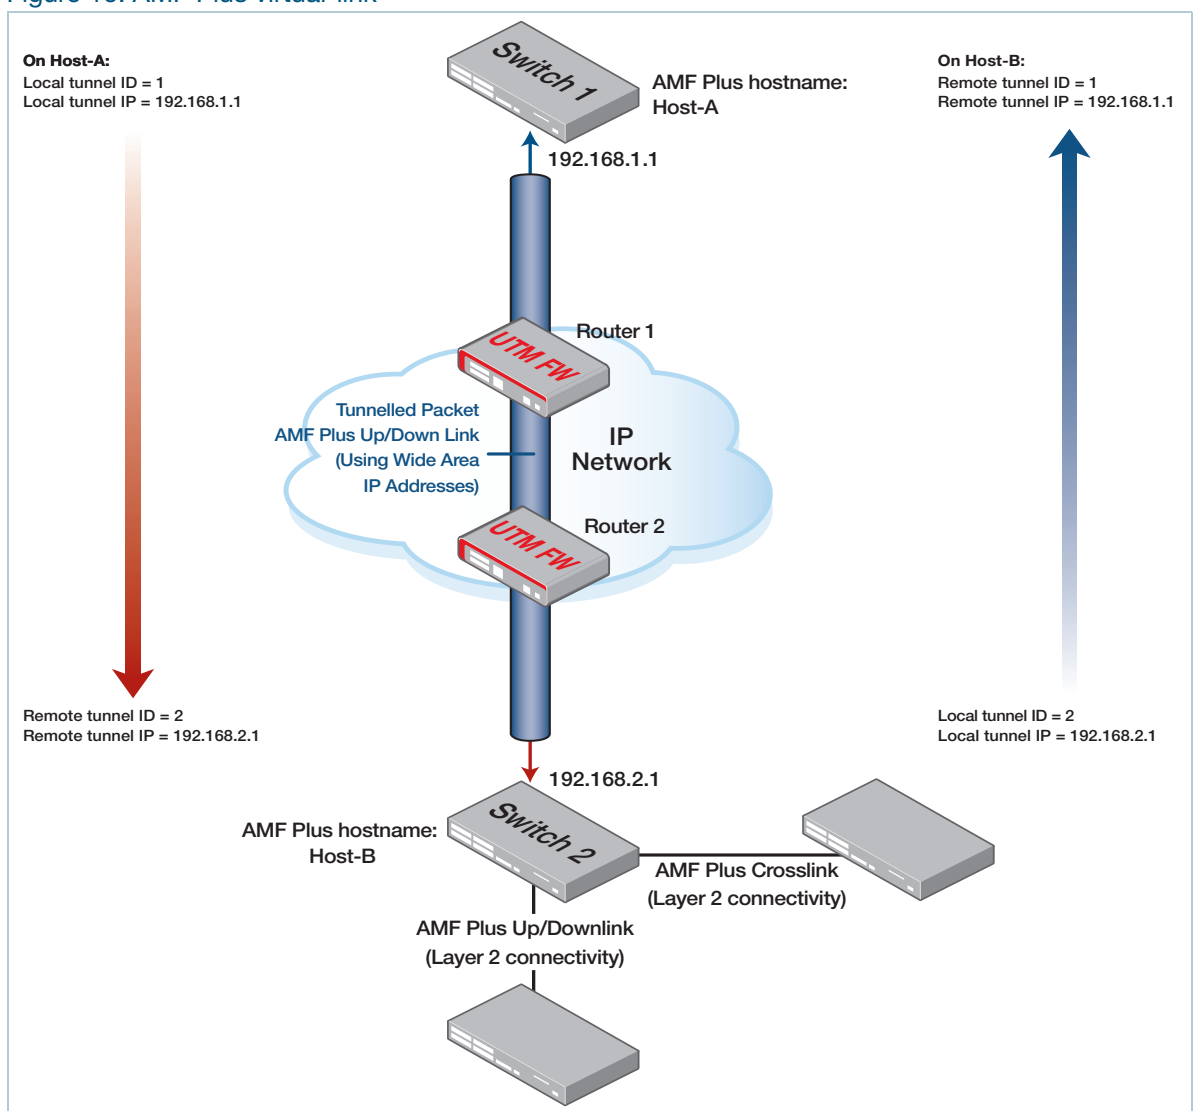 On Host-A:
Local tunnel ID = 1
Local tunnel IP = 192.168.1.1
Switch 1
AMF Plus hostname:
Host-A
On Host-B:
Remote tunnel ID = 1
Remote tunnel IP = 192.168.1.1
192.168.1.1
Router 1
UTM FW
Tunnelled Packet
AMF Plus Up/Down Link
(Using Wide Area
IP Addresses)
IP
Network
Router 2
UTM FW
Remote tunnel ID = 2
Remote tunnel IP = 192.168.2.1
Local tunnel ID = 2
Local tunnel IP = 192.168.2.1
192.168.2.1
AMF Plus hostname:
Host-B
Switch 2
AMF Plus Crosslink
(Layer 2 connectivity)
AMF Plus Up/Downlink
(Layer 2 connectivity)